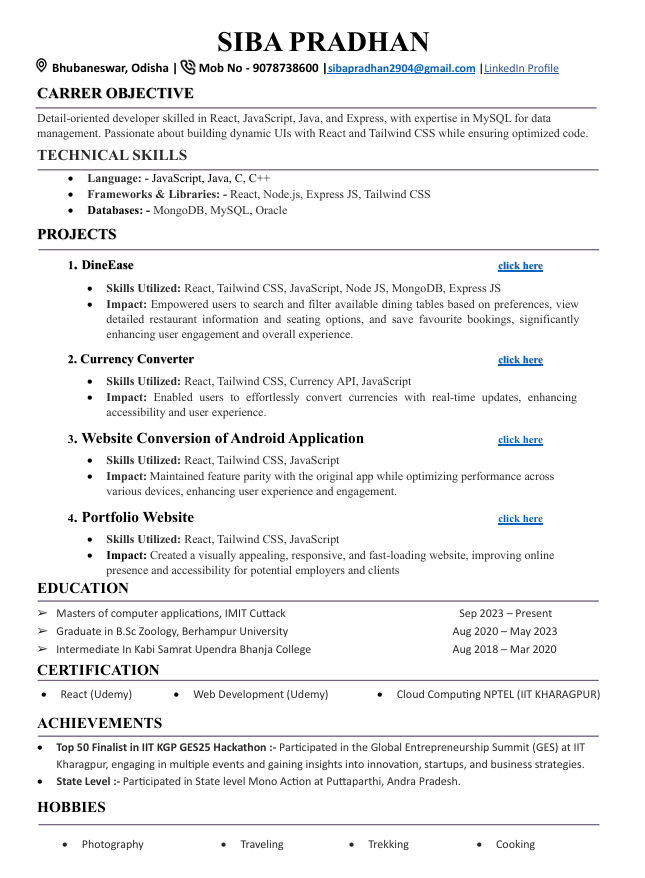 SIBA PRADHAN
Bhubaneswar, Odisha | Mob No - 9078738600 |sibapradhan2904@gmail.com |LinkedIn Profile
CARRER OBJECTIVE
Detail-oriented developer skilled in React, JavaScript, Java, and Express, with expertise in MySQL for data
management. Passionate about building dynamic UIs with React and Tailwind CSS while ensuring optimized code.
TECHNICAL SKILLS
• Language: - JavaScript, Java, C, C++
• Frameworks & Libraries: - React, Node.js, Express JS, Tailwind CSS
• Databases: - MongoDB, MySQL, Oracle
PROJECTS
1. DineEase click here
• Skills Utilized: React, Tailwind CSS, JavaScript, Node JS, MongoDB, Express JS
• Impact: Empowered users to search and filter available dining tables based on preferences, view
detailed restaurant information and seating options, and save favourite bookings, significantly
enhancing user engagement and overall experience.
2. Currency Converter click here
• Skills Utilized: React, Tailwind CSS, Currency API, JavaScript
• Impact: Enabled users to effortlessly convert currencies with real-time updates, enhancing
accessibility and user experience.
3. Website Conversion of Android Application click here
• Skills Utilized: React, Tailwind CSS, JavaScript
• Impact: Maintained feature parity with the original app while optimizing performance across
various devices, enhancing user experience and engagement.
4. Portfolio Website click here
• Skills Utilized: React, Tailwind CSS, JavaScript
• Impact: Created a visually appealing, responsive, and fast-loading website, improving online
presence and accessibility for potential employers and clients
EDUCATION
➢ Masters of computer applications, IMIT Cuttack Sep 2023 – Present
➢ Graduate in B.Sc Zoology, Berhampur University Aug 2020 – May 2023
➢ Intermediate In Kabi Samrat Upendra Bhanja College Aug 2018 – Mar 2020
CERTIFICATION
• React (Udemy) • Web Development (Udemy) • Cloud Computing NPTEL (IIT KHARAGPUR)
ACHIEVEMENTS
• Top 50 Finalist in IIT KGP GES25 Hackathon :- Participated in the Global Entrepreneurship Summit (GES) at IIT
Kharagpur, engaging in multiple events and gaining insights into innovation, startups, and business strategies.
• State Level :- Participated in State level Mono Action at Puttaparthi, Andra Pradesh.
HOBBIES
• Photography • Traveling • Trekking • Cooking